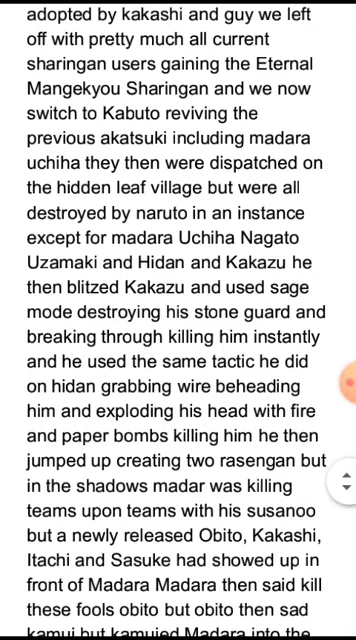 adopted by kakashi and guy we left
off with pretty much all current
sharingan users gaining the Eternal
Mangekyou Sharingan and we now
switch to Kabuto reviving the
previous akatsuki including madara
uchiha they then were dispatched on
the hidden leaf village but were all
destroyed by naruto in an instance
except for madara Uchiha Nagato
Uzamaki and Hidan and Kakazu he
then blitzed Kakazu and used sage
mode destroying his stone guard and
breaking through killing him instantly
and he used the same tactic he did
on hidan grabbing wire beheading
him and exploding his head with fire
and paper bombs killing him he then
jumped up creating two rasengan but
in the shadows madar was killing
teams upon teams with his susanoo
but a newly released Obito, Kakashi,
Itachi and Sasuke had showed up in
front of Madara Madara then said kill
these fools obito but obito then sad
kamui but kamuied Madara into the